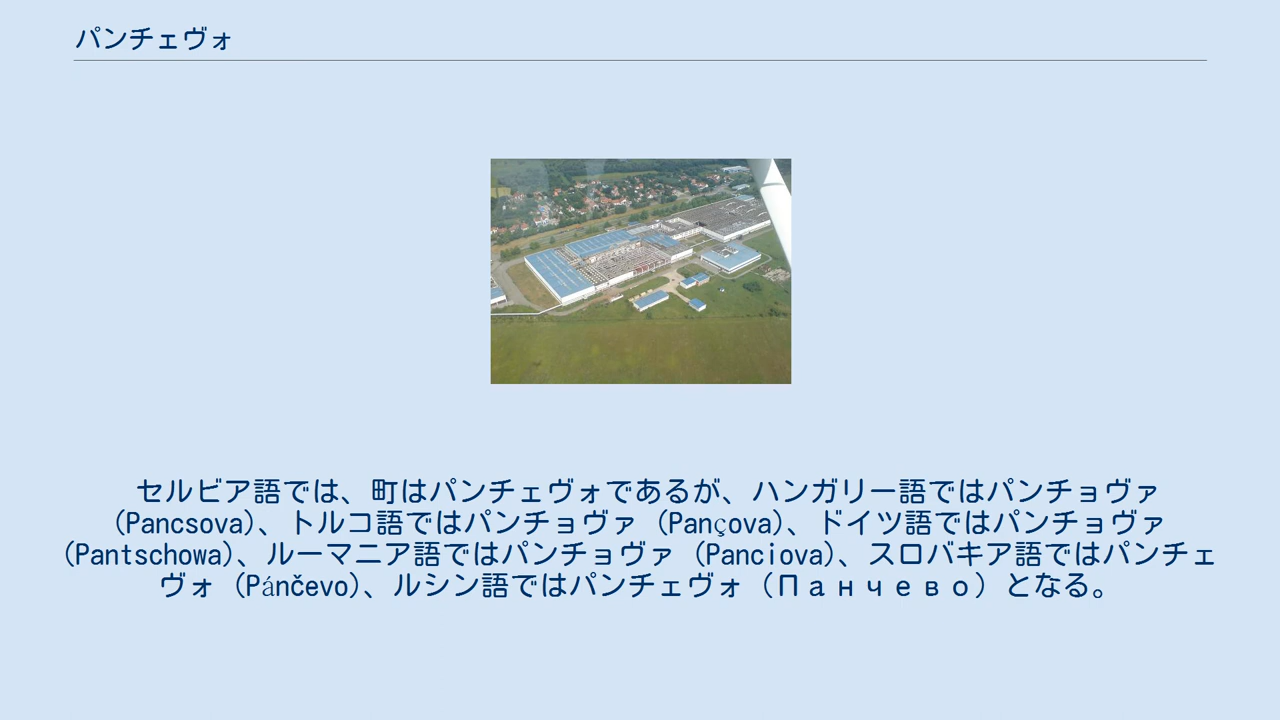 パンチェヴォ
セルビア語では、町はパンチェヴォであるが、ハンガリー語ではパンチョヴァ
(Pancsova)、トルコ語ではパンチョヴァ (Pançova)、ドイツ語ではパンチョヴァ
(Pantschowa)、ルーマニア語ではパンチョヴァ (Panciova)、スロバキア語ではパンチェ
ヴォ (Pánčevo)、ルシン語ではパンチェヴォ（Панчево）となる。